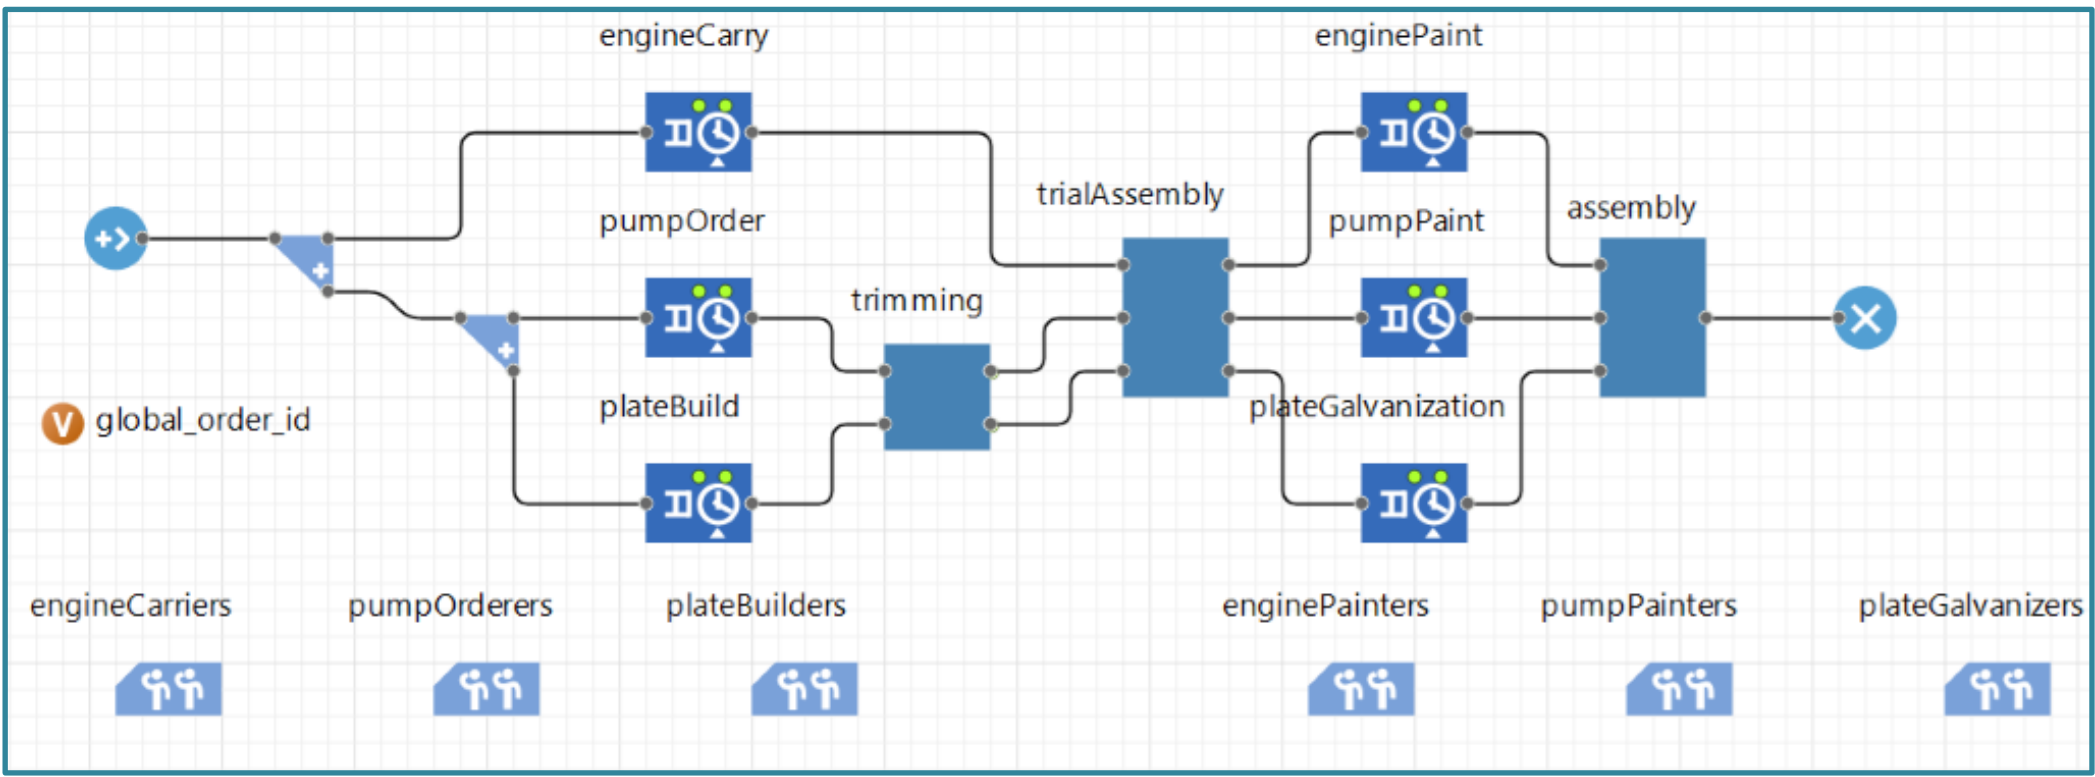 engineCarry
enginePaint
trialAssembly
assembly
pumpOrder
pumpPaint
trimming
plateBuild
plateGalvanization
V global_order_id
engineCarriers
pumpOrderers
plateBuilders
enginePainters
pumpPainters
plateGalvanizers